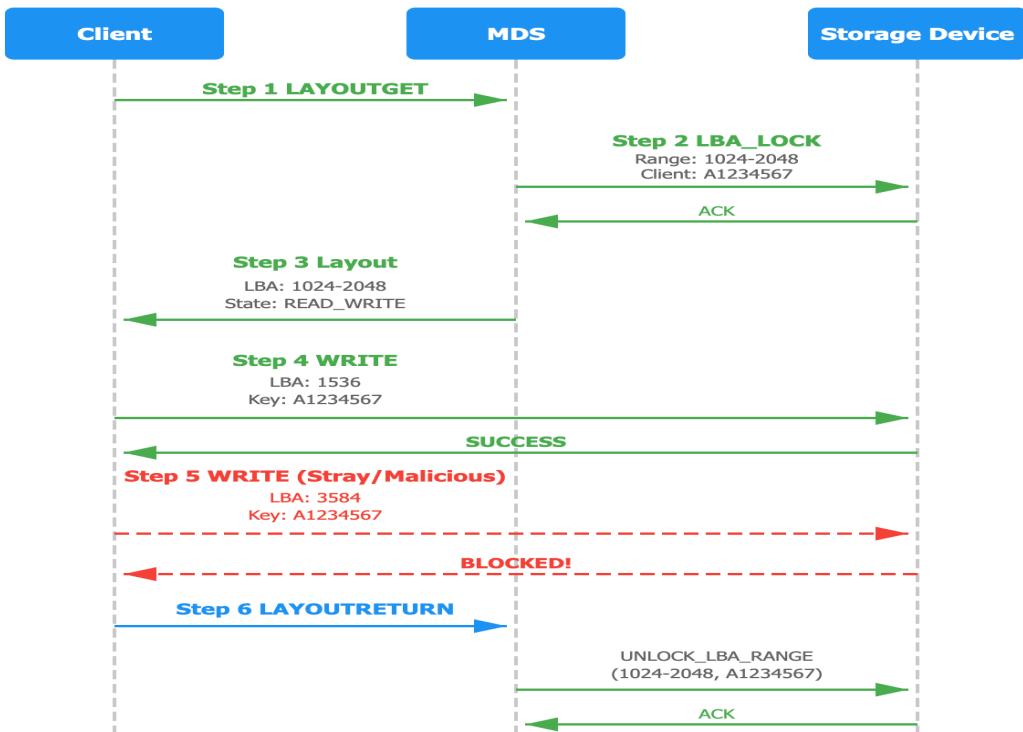 Client
MDS
Storage Device
Step 1 LAYOUTGET
Step 2 LBA_LOCK
Range: 1024-2048
Client: A1234567
ACK
Step 3 Layout
LBA: 1024-2048
State: READ_WRITE
Step 4 WRITE
LBA: 1536
Key: A1234567
SUCCESS
Step 5 WRITE (Stray/Malicious)
LBA: 3584
Key: A1234567
BLOCKED!
Step 6 LAYOUTRETURN
UNLOCK_LBA_RANGE
(1024-2048, A1234567)
ACK